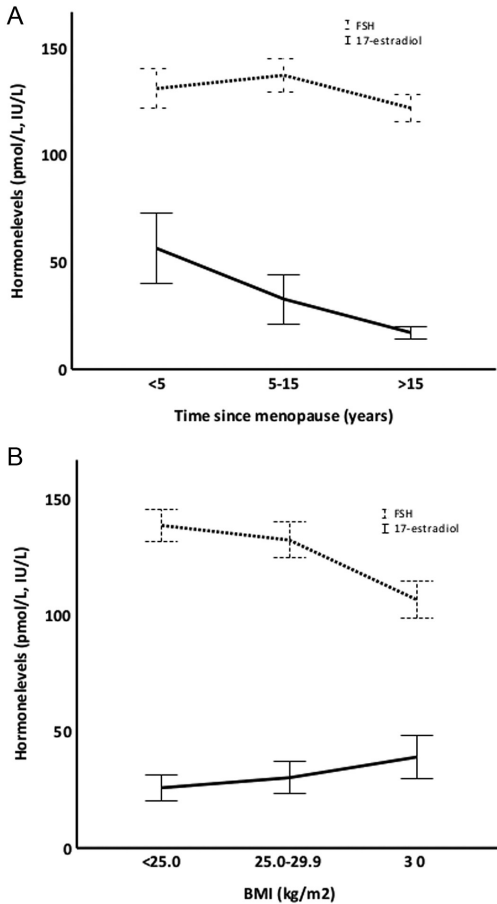 A
FSH
17-estradiol
150
100
50
0
Hormonelevels (pmol/L, IU/L)
<5 5-15 >15
Time since menopause (years)
B
FSH
17-estradiol
150
100
50
0
Hormonelevels (pmol/L, IU/L)
<25.0 25.0-29.9 3 0
BMI (kg/m2)